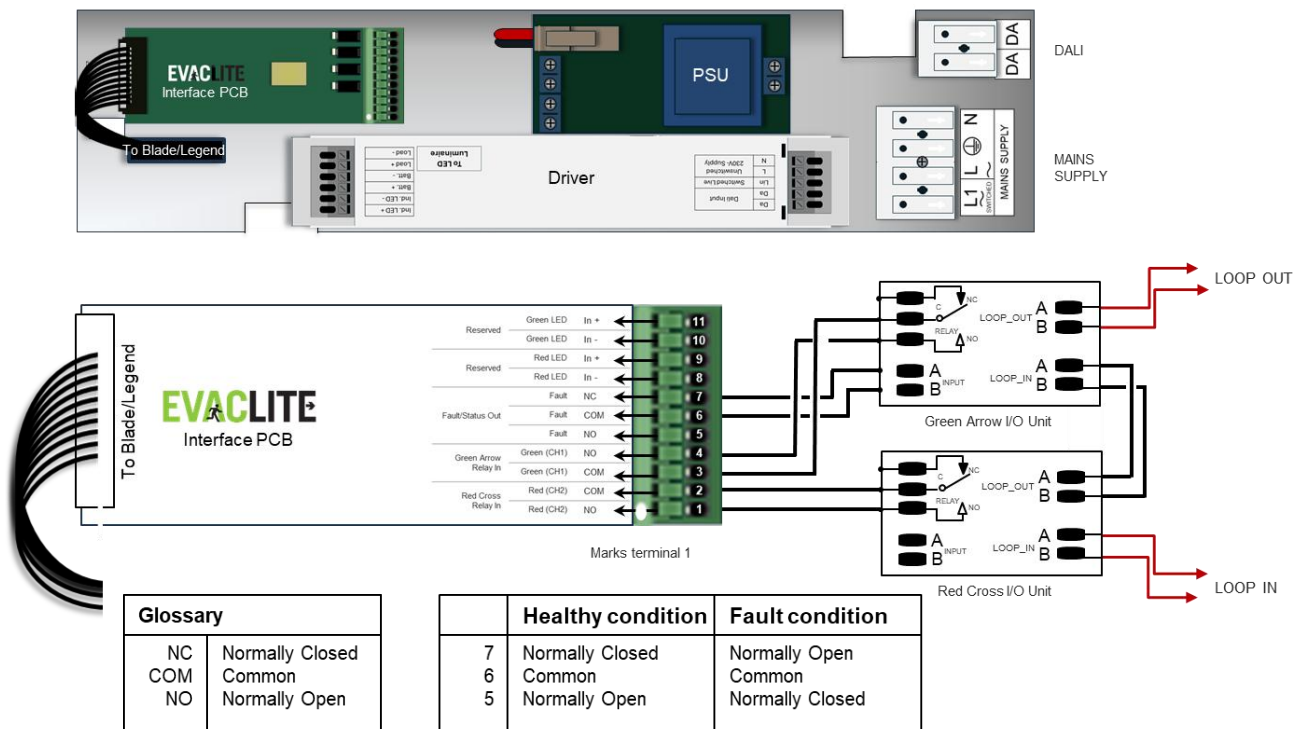 EVACLITE
Interface PCB
To Blade/Legend
PSU
Driver
Load -
Load +
Batt. -
Batt. +
Ind. LED -
Ind. LED +
To LED
Luminaire
N
L
Lin
Da
Da
230V Supply
Unswitched
Switched Live
Dali Input
DA DA
DALI
L1 L N
SWITCHED
MAINS SUPPLY
MAINS
SUPPLY
To Blade/Legend
EVACLITE
Interface PCB
Reserved
Green LED In + 11
Green LED In - 10
Reserved
Red LED In + 9
Red LED In - 8
Fault NC 7
Fault/Status Out Fault COM 6
Fault NO 5
Green Arrow
Relay In
Green (CH1) NO 4
Green (CH1) COM 3
Red Cross
Relay In
Red (CH2) COM 2
Red (CH2) NO 1
Marks terminal 1
NC
C
RELAY
NO
LOOP_OUT A
B
A
B INPUT
LOOP_IN A
B
Green Arrow I/O Unit
LOOP OUT
NC
C
RELAY
NO
LOOP_OUT A
B
A
B INPUT
LOOP_IN A
B
Red Cross I/O Unit
LOOP IN
Glossary
NC Normally Closed
COM Common
NO Normally Open
Healthy condition Fault condition
7 Normally Closed Normally Open
6 Common Common
5 Normally Open Normally Closed